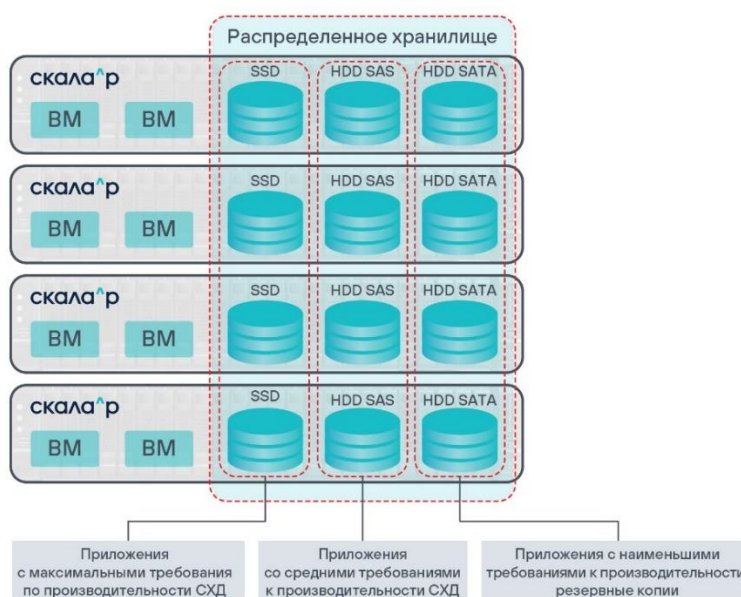 Распределенное хранилище
SSD HDD SAS HDD SATA
скала^р
ВМ ВМ
SSD HDD SAS HDD SATA
скала^р
ВМ ВМ
SSD HDD SAS HDD SATA
скала^р
ВМ ВМ
SSD HDD SAS HDD SATA
скала^р
ВМ ВМ
Приложения
с максимальными требования
по производительности СХД
Приложения
со средними требованиями
к производительности СХД
Приложения с наименьшими
требованиями к производительности
резервные копии